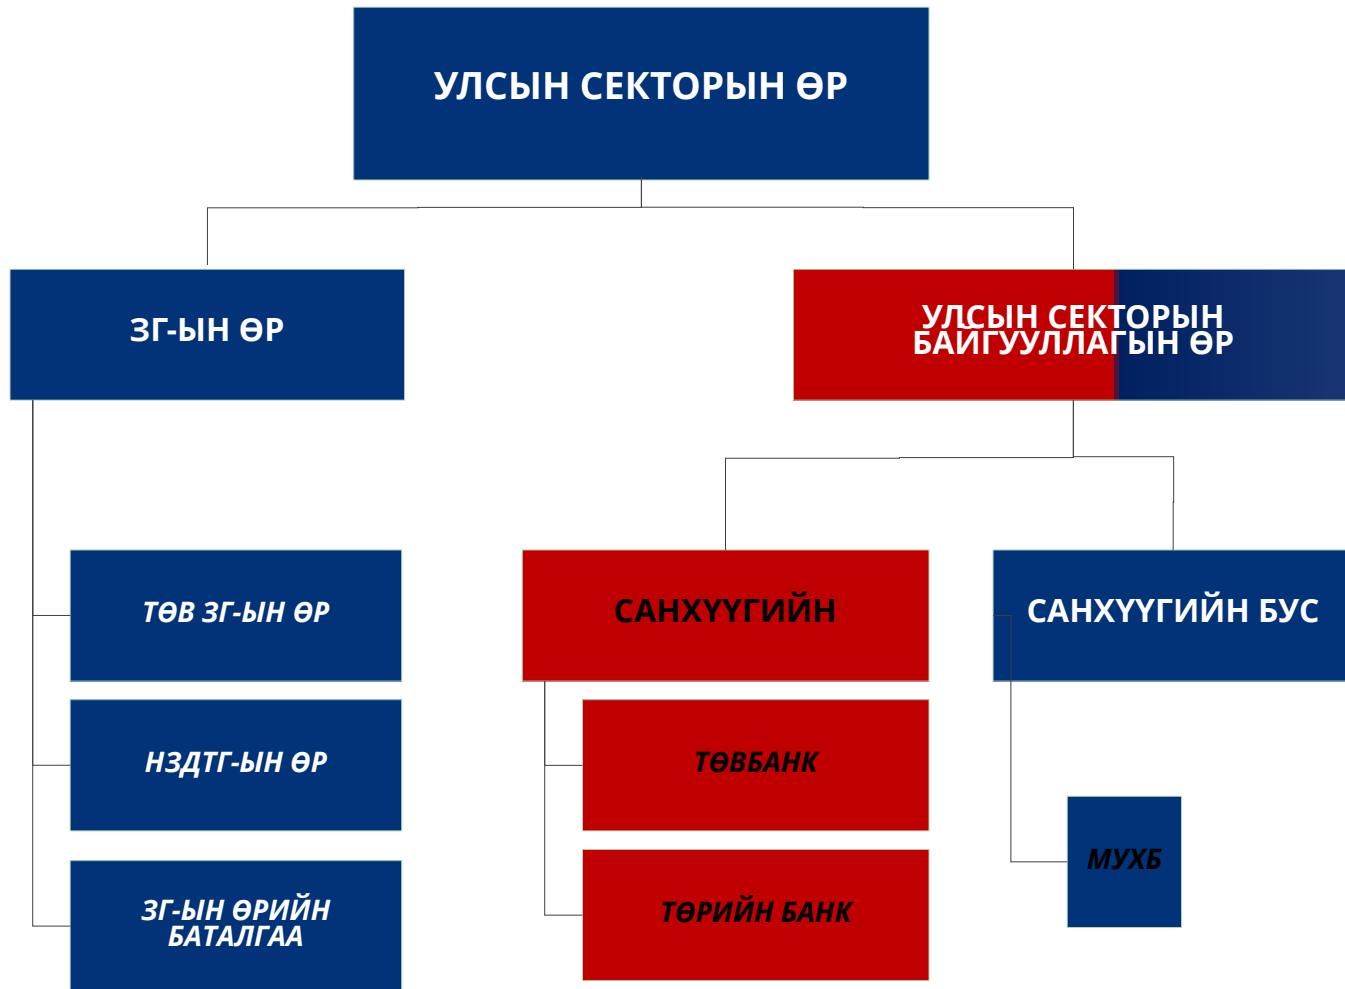 УЛСЫН СЕКТОРЫН ӨР
ЗГ-ЫН ӨР
УЛСЫН СЕКТОРЫН
БАЙГУУЛЛАГЫН ӨР
ТӨВ ЗГ-ЫН ӨР
САНХҮҮГИЙН
САНХҮҮГИЙН БУС
НЗДТГ-ЫН ӨР
ТӨВБАНК
МУХБ
ЗГ-ЫН ӨРИЙН
БАТАЛГАА
ТӨРИЙН БАНК